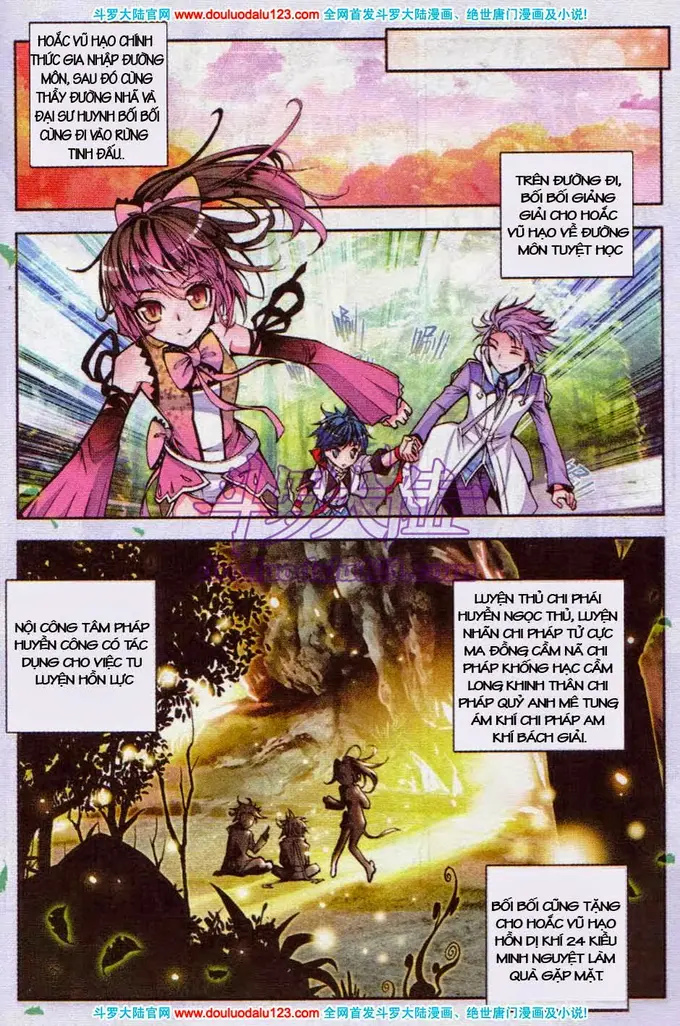 斗罗大陆官网 www.douluodalu123.com 全网首发斗罗大陆漫画、绝世唐门漫画及小说!
HOẮC VŨ HẠO CHÍNH
THỨC GIA NHẬP ĐƯỜNG
MÔN, SAU ĐÓ CÙNG
THẦY ĐƯỜNG NHÃ VÀ
ĐẠI SƯ HUYNH BỐI BỐI
CÙNG ĐI VÀO RỪNG
TINH ĐẤU.
TRÊN ĐƯỜNG ĐI,
BỐI BỐI GIẢNG
GIẢI CHO HOẮC
VŨ HẠO VỀ ĐƯỜNG
MÔN TUYỆT HỌC
斗罗大陆
NỘI CÔNG TÂM PHÁP
HUYỀN CÔNG CÓ TÁC
DỤNG CHO VIỆC TU
LUYỆN HỒN LỰC
LUYỆN THỦ CHI PHÁI
HUYỀN NGỌC THỦ, LUYỆN
NHÃN CHI PHÁP TỬ CỰC
MA ĐỒNG CẦM NÃ CHI
PHÁP KHỐNG HẠC CẦM
LONG KHINH THÂN CHI
PHÁP QUỶ ANH MÊ TUNG
ÁM KHÍ CHI PHÁP AM
KHÍ BÁCH GIẢI.
BỐI BỐI CŨNG TẶNG
CHO HOẮC VŨ HẠO
HỒN DỊ KHÍ 24 KIỀU
MINH NGUYỆT LÀM
QUÀ GẶP MẶT.
斗罗大陆官网 www.douluodalu123.com 全网首发斗罗大陆漫画、绝世唐门漫画及小说!